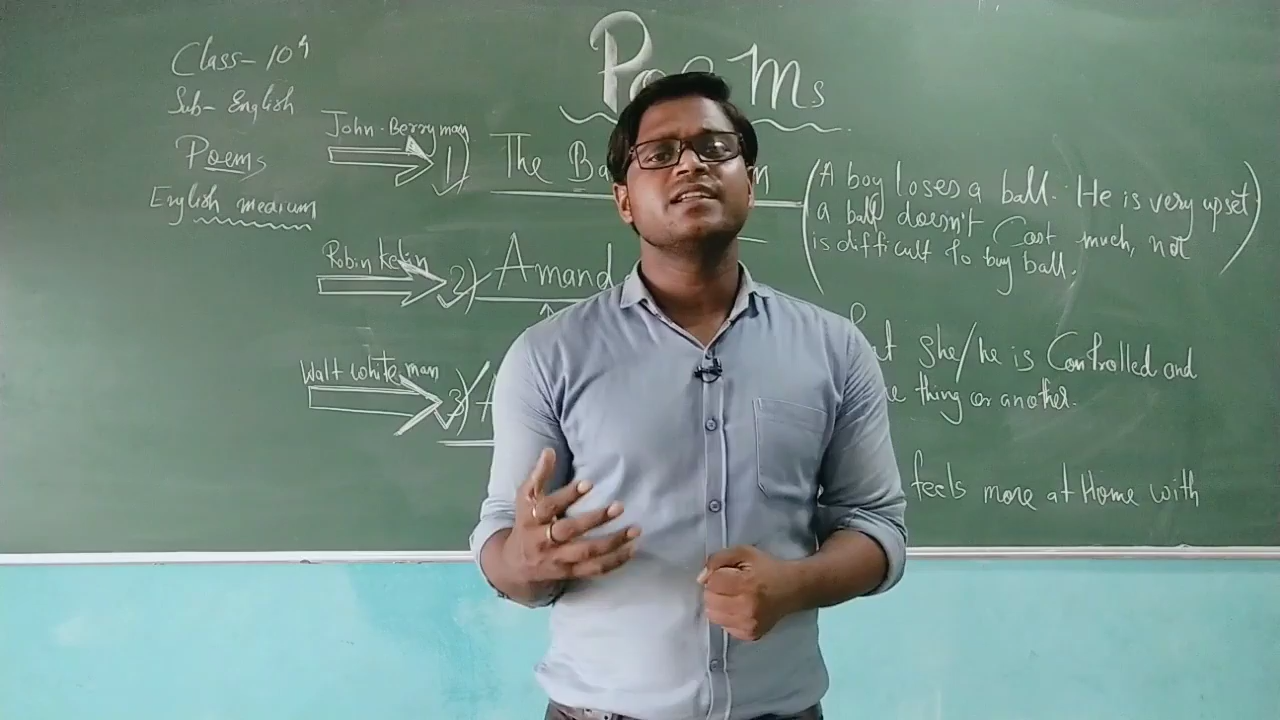 Poems
Class-10th
Sub- English
Poems
English medium
John-Berryman
1) The Ba
(A boy loses a ball. He is very upset.
a ball doesn't Cost much, not
is difficult to buy ball.)
Robin Kelin
2) Amand
at she/he is Controlled and
thing or another.
Walt white man
3) A
feels more at Home with